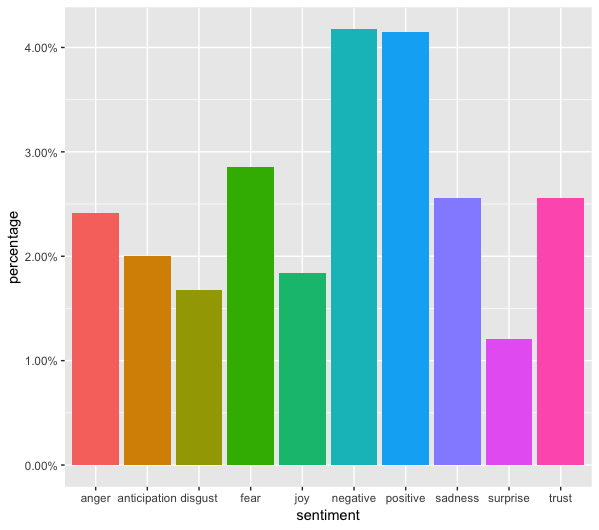 percentage
4.00%
3.00%
2.00%
1.00%
0.00%
anger anticipation disgust fear joy negative positive sadness surprise trust
sentiment